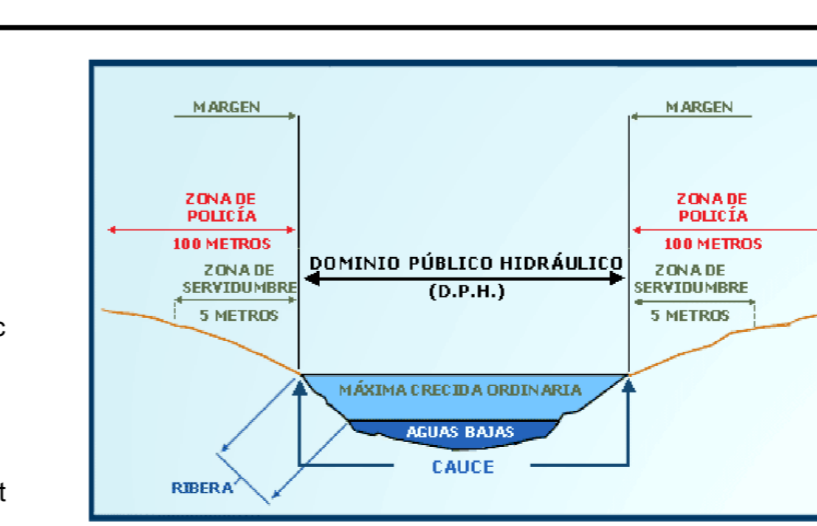 MARGEN
MARGEN
ZONA DE
POLICÍA
100 METROS
ZONA DE
POLICÍA
100 METROS
DOMINIO PÚBLICO HIDRÁULICO
(D.P.H.)
ZONA DE
SERVIDUMBRE
5 METROS
ZONA DE
SERVIDUMBRE
5 METROS
c
MÁXIMA CRECIDA ORDINARIA
AGUAS BAJAS
CAUCE
RIBERA
t